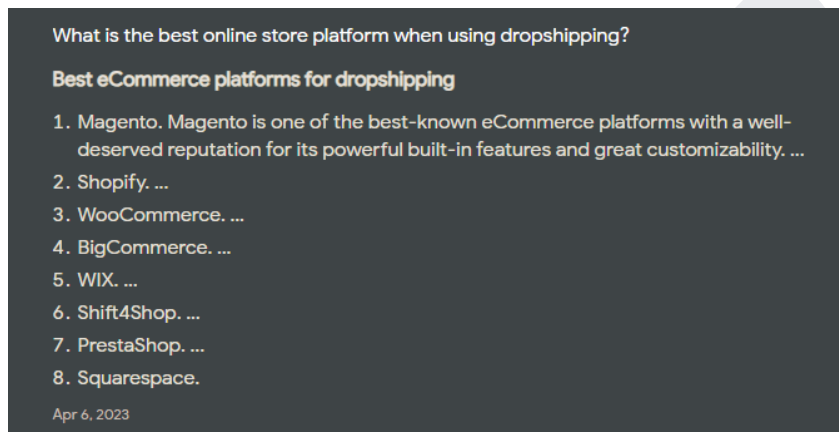 What is the best online store platform when using dropshipping?
Best eCommerce platforms for dropshipping
1. Magento. Magento is one of the best-known eCommerce platforms with a well-
deserved reputation for its powerful built-in features and great customizability. ...
2. Shopify. ...
3. WooCommerce. ...
4. BigCommerce. ...
5. WIX. ...
6. Shift4Shop. ...
7. PrestaShop. ...
8. Squarespace.
Apr 6, 2023